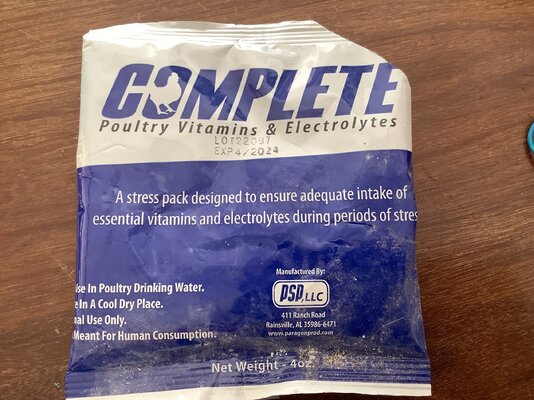 COMPLETE
Poultry Vitamins & Electrolytes
LOT22097
EXP4/2024
A stress pack designed to ensure adequate intake of
essential vitamins and electrolytes during periods of stres
se In Poultry Drinking Water.
e In A Cool Dry Place.
al Use Only.
Meant For Human Consumption.
Manufactured By:
PSD, LLC
411 Ranch Road
Rainsville, AL 35986-6471
www.paragonprod.com
Net Weight - 4oz.